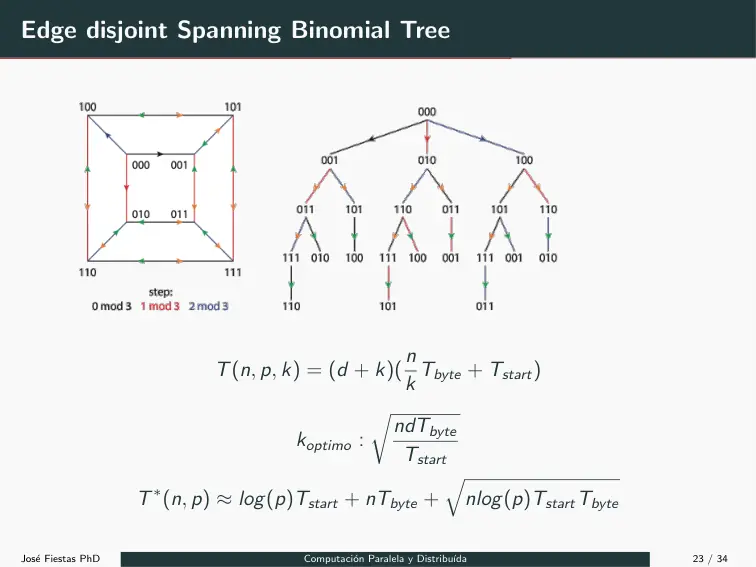 Edge disjoint Spanning Binomial Tree
100 101
000 001
010 011
110 111
step:
0 mod 3 1 mod 3 2 mod 3
000
001 010 100
011 101 110 011 101 110
111 010 100 111 100 001 111 001 010
110 101 011
T(n, p, k) = (d + k)(n/k T_byte + T_start)
k_optimo : √(ndT_byte/T_start)
T*(n, p) ≈ log(p)T_start + nT_byte + √(nlog(p)T_start T_byte)
José Fiestas PhD Computación Paralela y Distribuída 23 / 34